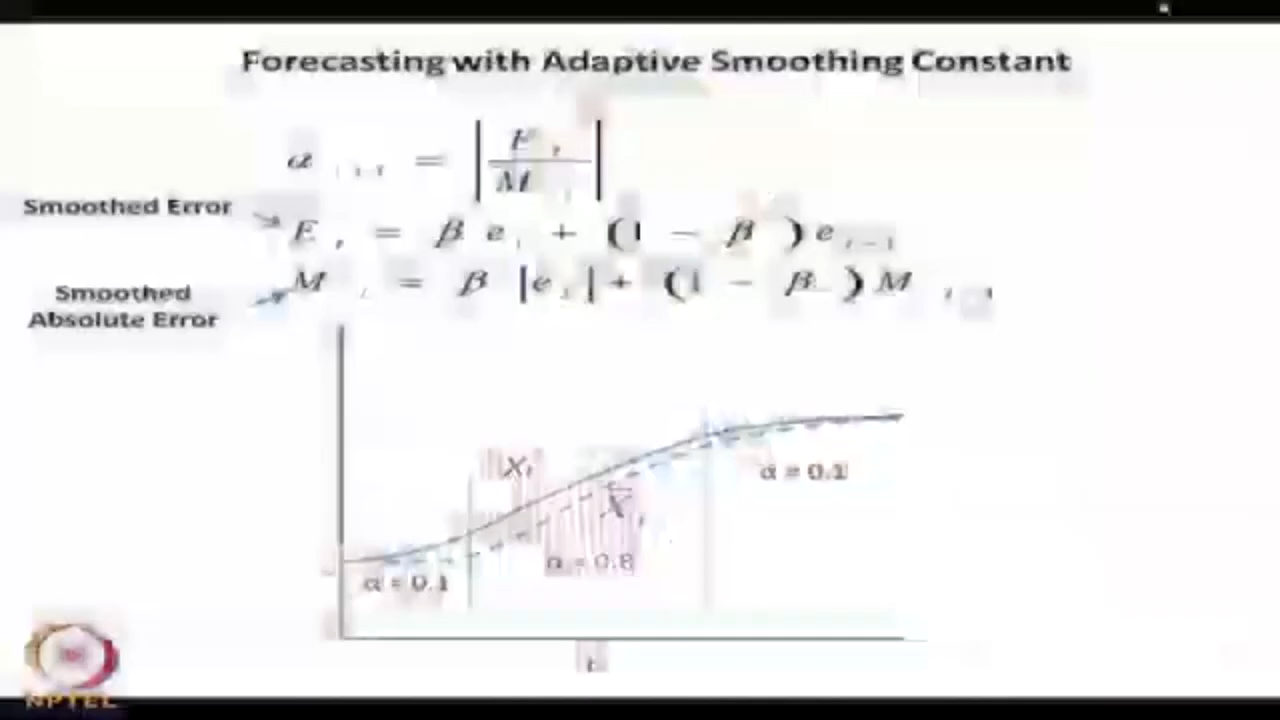 Forecasting with Adaptive Smoothing Constant
α = | E / M |
Smoothed Error
E = β e + (1 − β) e t−1
Smoothed
Absolute Error
M = β |e| + (1 − β) M
X t
X̄
α = 0.1
α = 0.8
α = 0.1
t
NPTEL